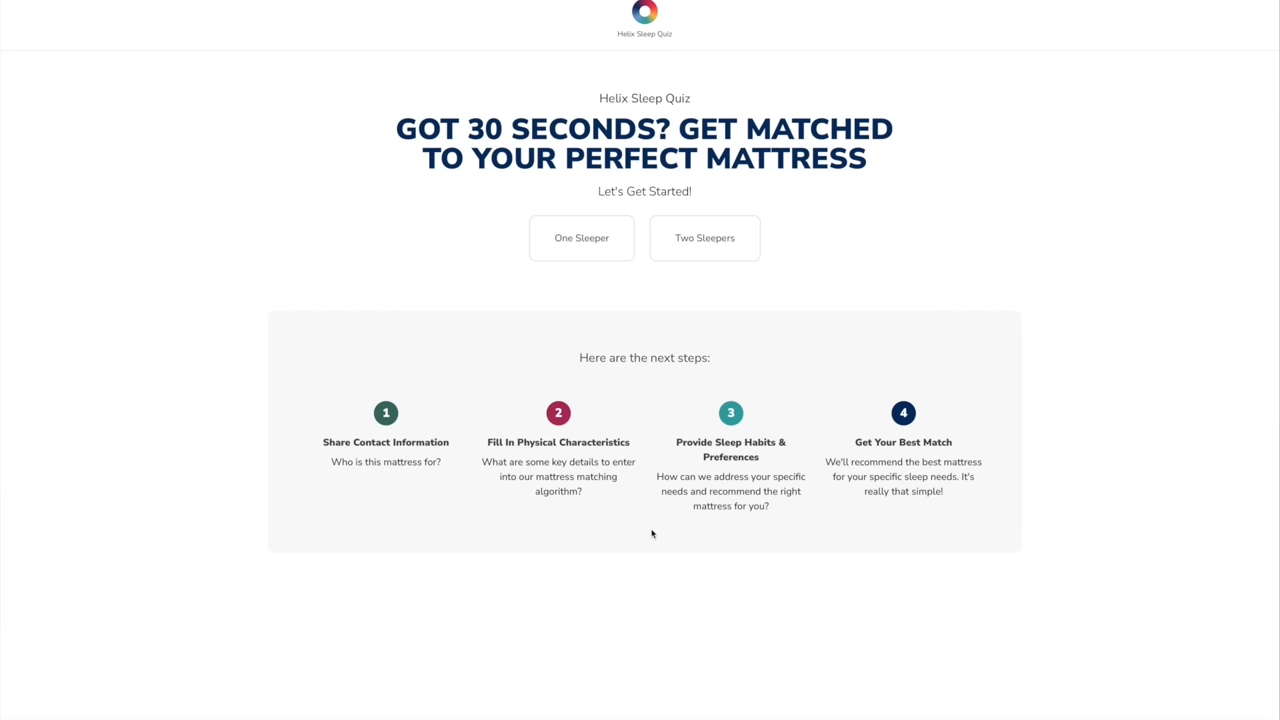 Helix Sleep Quiz
Helix Sleep Quiz
GOT 30 SECONDS? GET MATCHED
TO YOUR PERFECT MATTRESS
Let's Get Started!
One Sleeper
Two Sleepers
Here are the next steps:
1
Share Contact Information
Who is this mattress for?
2
Fill In Physical Characteristics
What are some key details to enter
into our mattress matching
algorithm?
3
Provide Sleep Habits &
Preferences
How can we address your specific
needs and recommend the right
mattress for you?
4
Get Your Best Match
We'll recommend the best mattress
for your specific sleep needs. It's
really that simple!